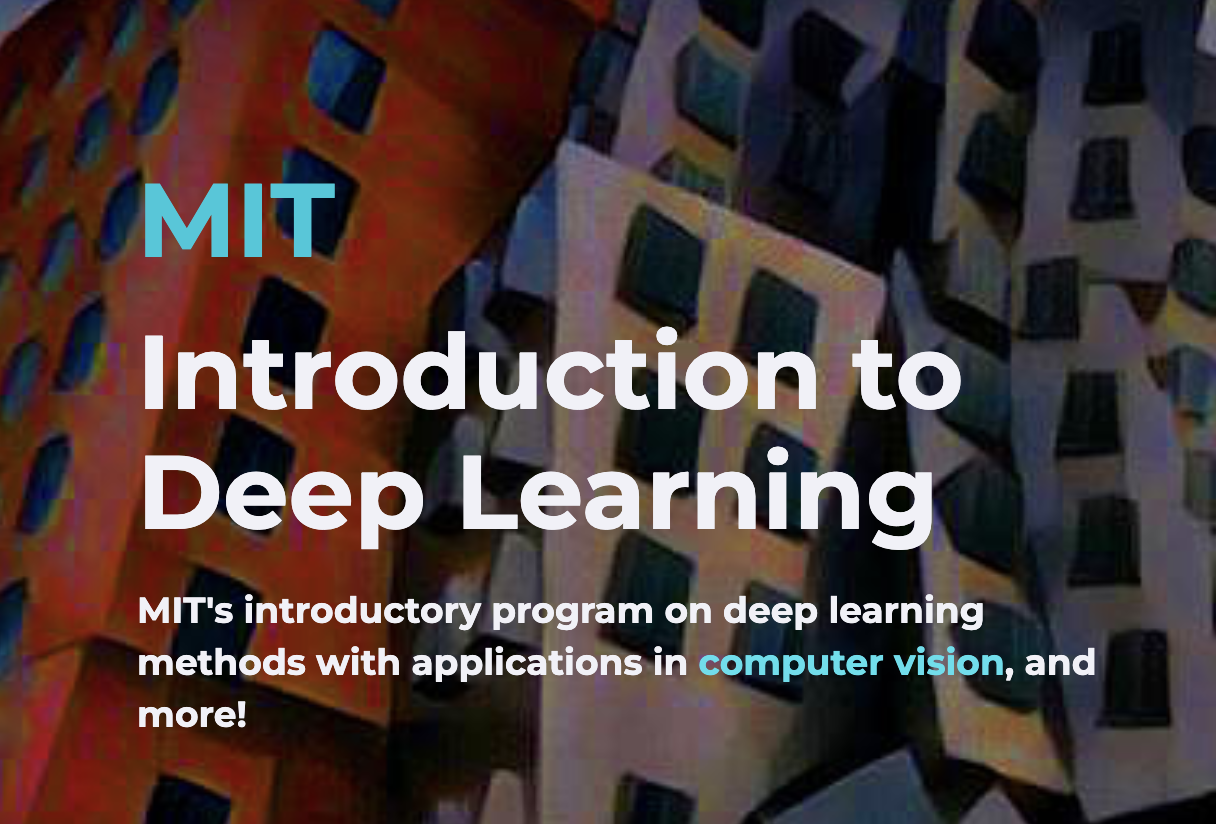 MIT
Introduction to
Deep Learning
MIT's introductory program on deep learning
methods with applications in computer vision, and
more!